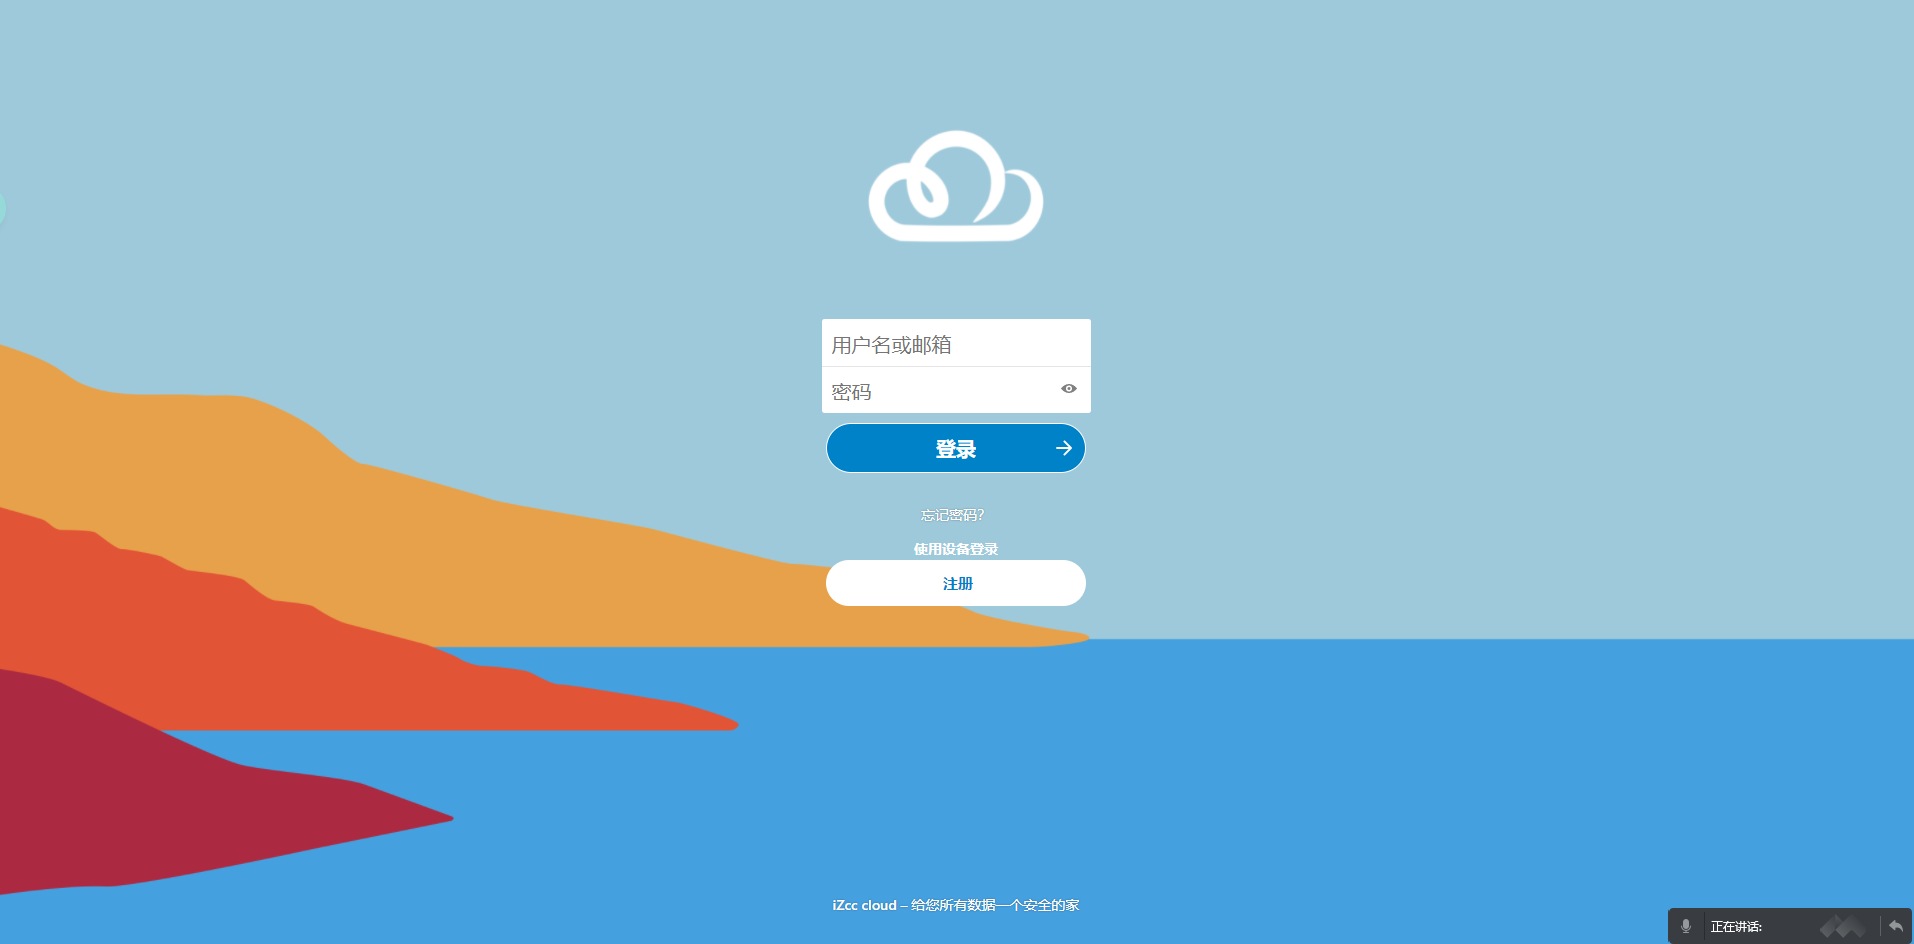 用户名或邮箱
密码
登录
忘记密码?
使用设备登录
注册
iZcc cloud – 给您所有数据一个安全的家
正在讲话: